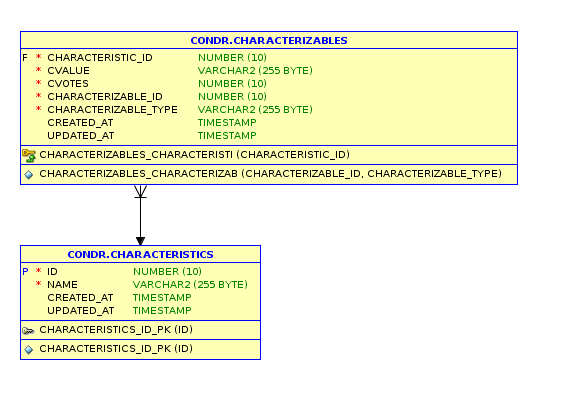 CONDR.CHARACTERIZABLES
F * CHARACTERISTIC_ID NUMBER (10)
* CVALUE VARCHAR2 (255 BYTE)
* CVOTES NUMBER (10)
* CHARACTERIZABLE_ID NUMBER (10)
* CHARACTERIZABLE_TYPE VARCHAR2 (255 BYTE)
CREATED_AT TIMESTAMP
UPDATED_AT TIMESTAMP
CHARACTERIZABLES_CHARACTERISTI (CHARACTERISTIC_ID)
CHARACTERIZABLES_CHARACTERIZAB (CHARACTERIZABLE_ID, CHARACTERIZABLE_TYPE)
CONDR.CHARACTERISTICS
P * ID NUMBER (10)
* NAME VARCHAR2 (255 BYTE)
CREATED_AT TIMESTAMP
UPDATED_AT TIMESTAMP
CHARACTERISTICS_ID_PK (ID)
CHARACTERISTICS_ID_PK (ID)